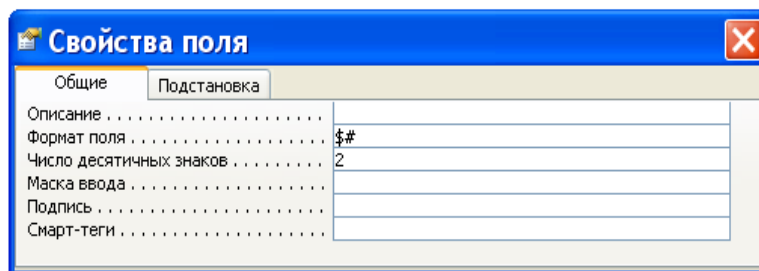 Свойства поля
Общие Подстановка
Описание
Формат поля $#
Число десятичных знаков 2
Маска ввода
Подпись
Смарт-теги